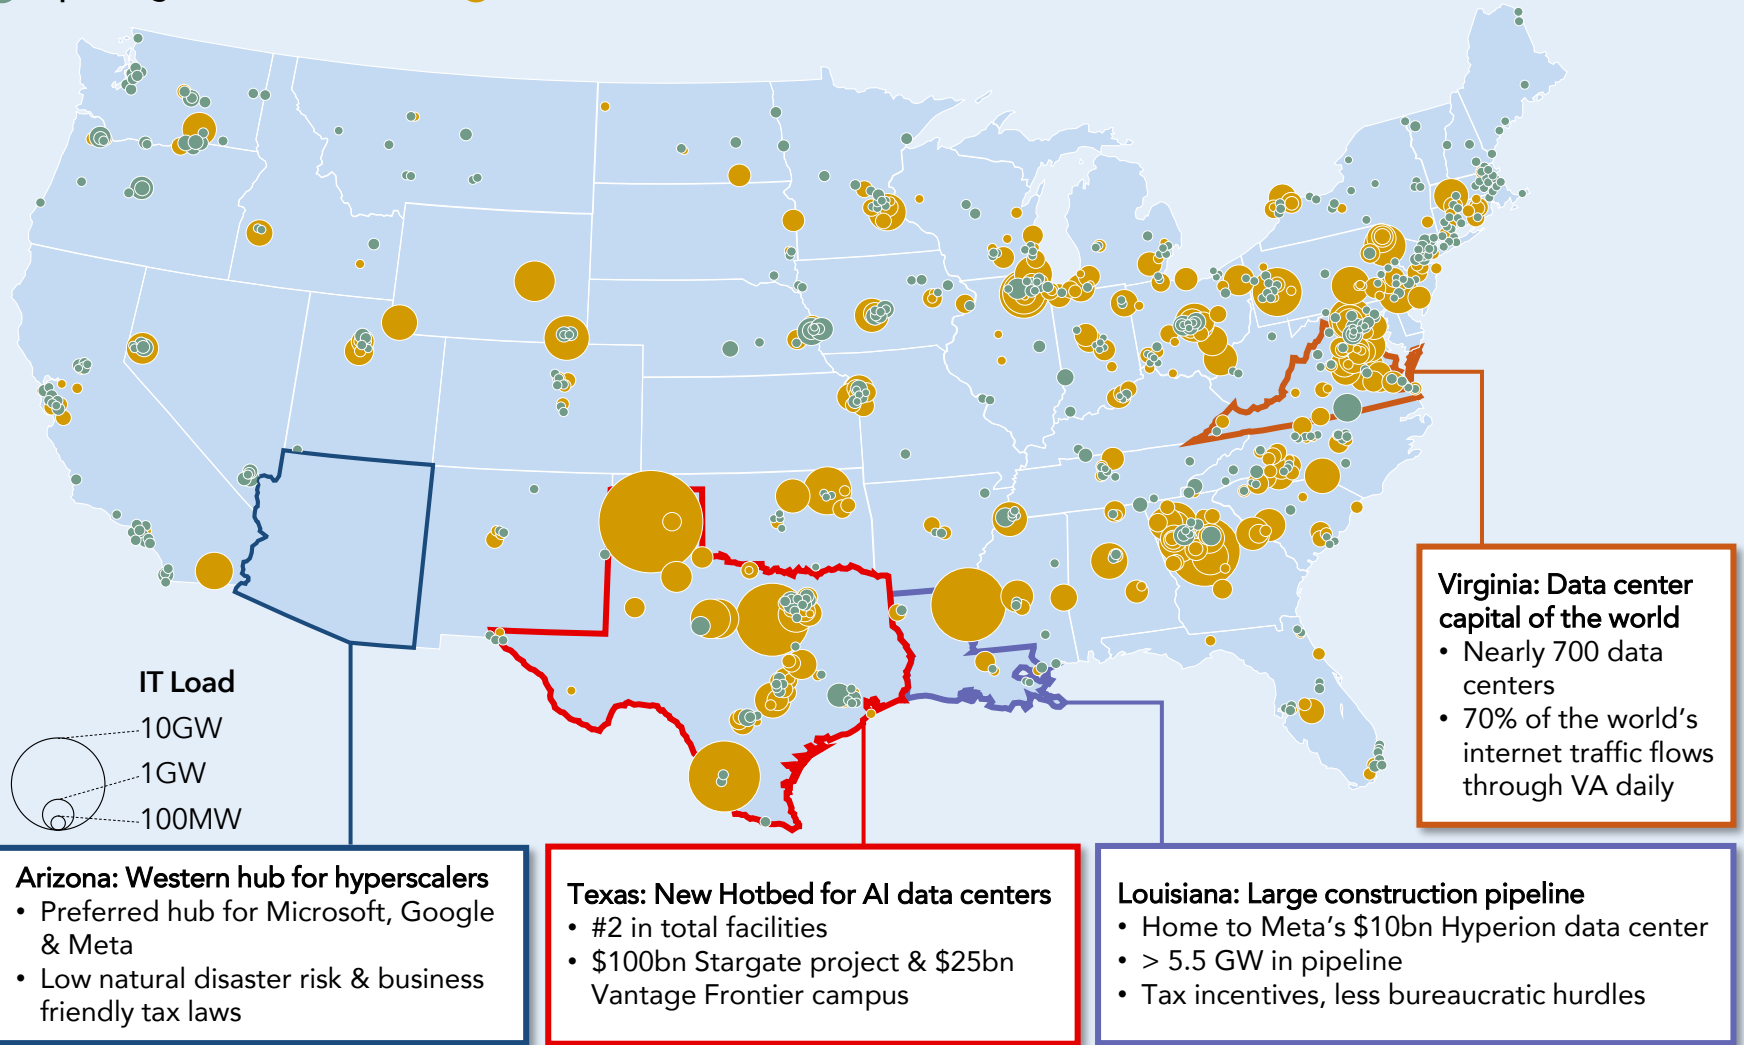 IT Load
10GW
1GW
100MW
Virginia: Data center
capital of the world
• Nearly 700 data
centers
• 70% of the world’s
internet traffic flows
through VA daily
Arizona: Western hub for hyperscalers
• Preferred hub for Microsoft, Google
& Meta
• Low natural disaster risk & business
friendly tax laws
Texas: New Hotbed for AI data centers
• #2 in total facilities
• $100bn Stargate project & $25bn
Vantage Frontier campus
Louisiana: Large construction pipeline
• Home to Meta’s $10bn Hyperion data center
• > 5.5 GW in pipeline
• Tax incentives, less bureaucratic hurdles